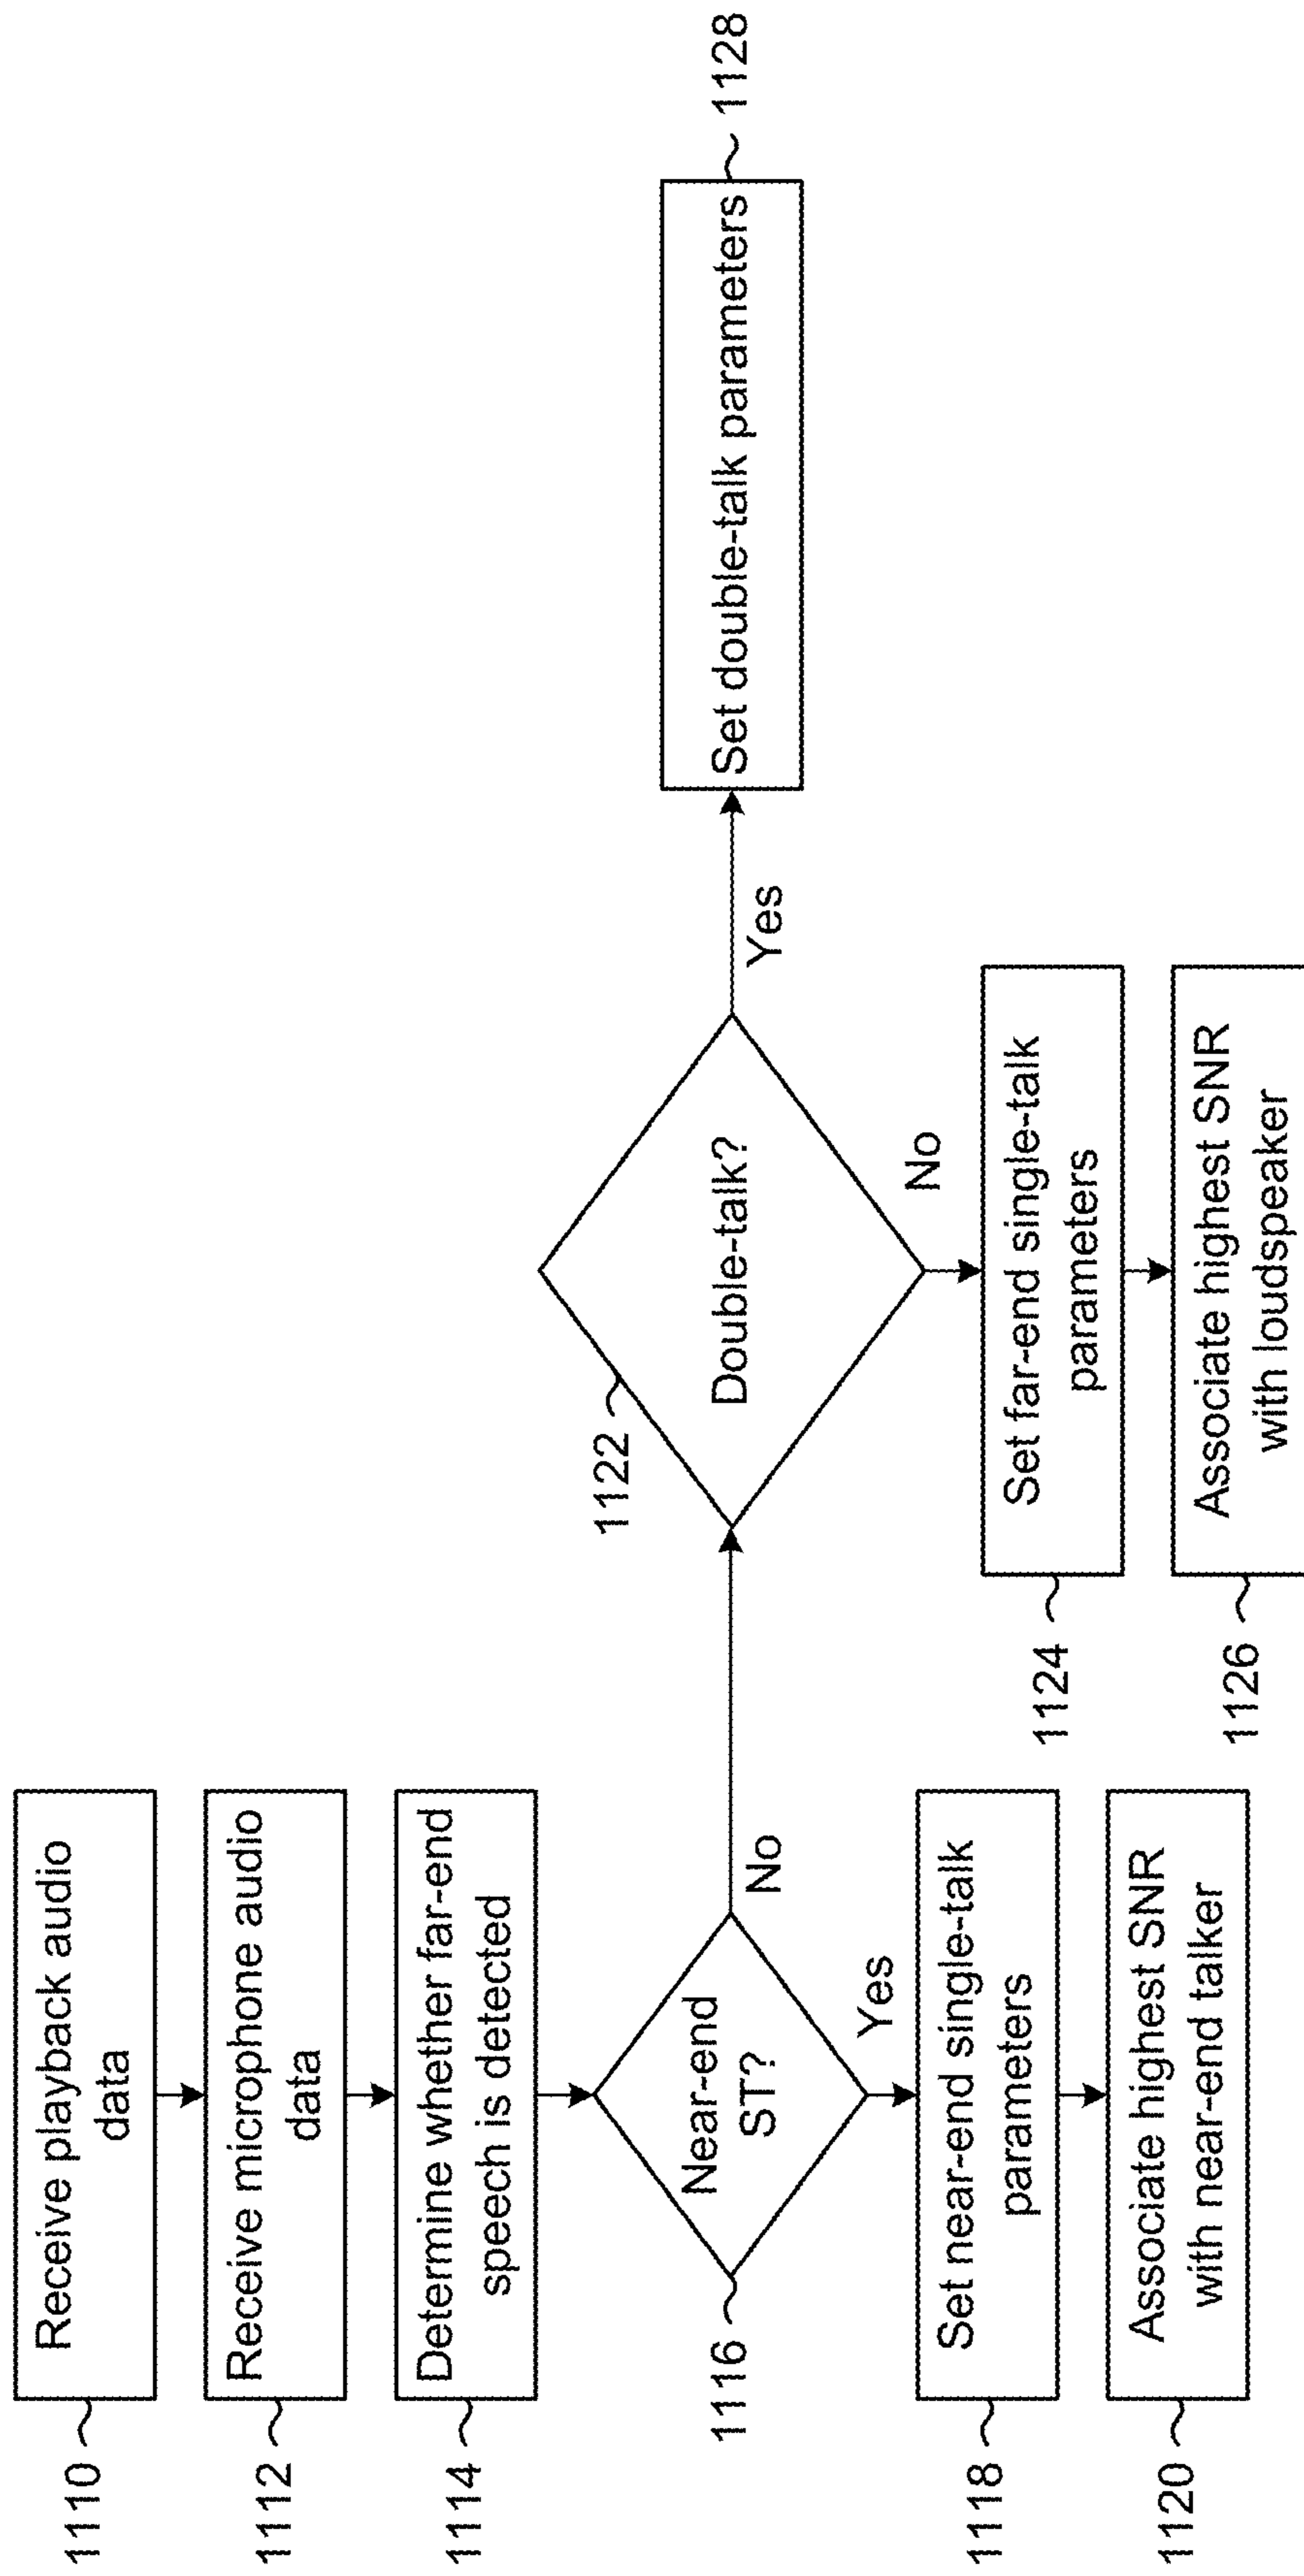 1110
Receive playback audio
data
1112
Receive microphone audio
data
1114
Determine whether far-end
speech is detected
1116
Near-end
ST?
No
Yes
1118
Set near-end single-talk
parameters
1120
Associate highest SNR
with near-end talker
1122
Double-talk?
Yes
No
1124
Set far-end single-talk
parameters
1126
Associate highest SNR
with loudspeaker
Set double-talk parameters
1128